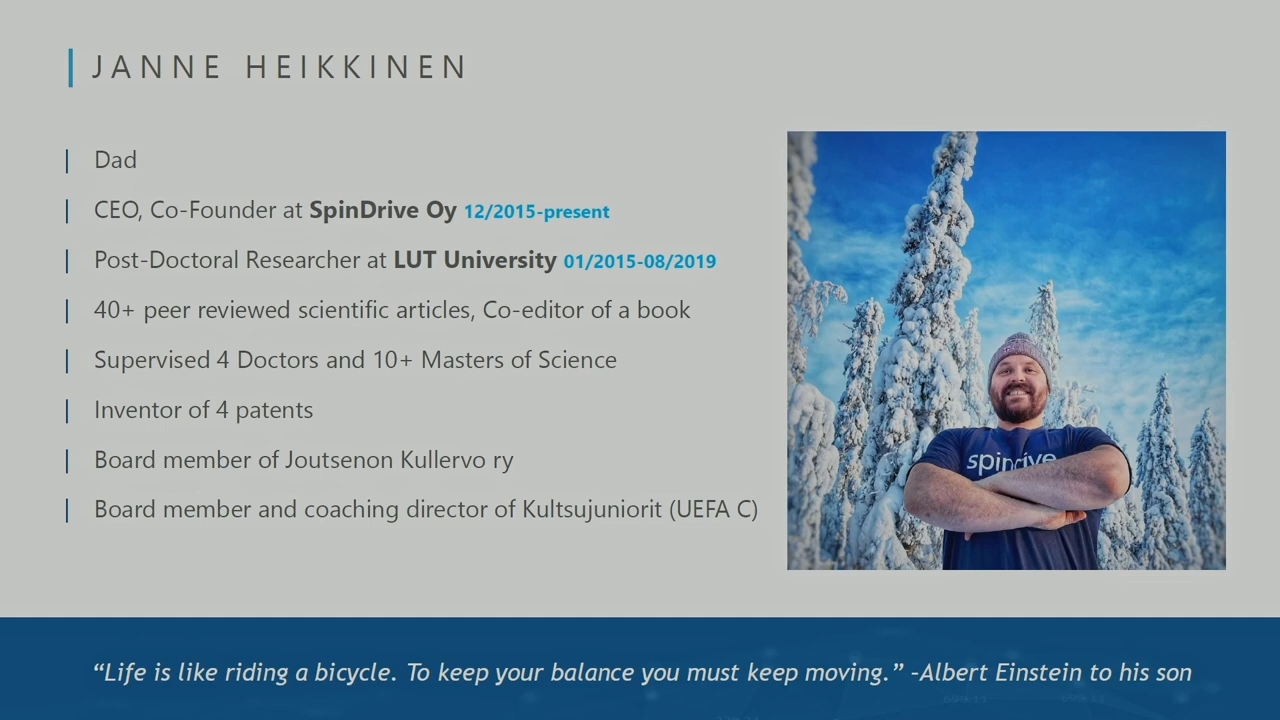 JANNE HEIKKINEN
Dad
CEO, Co-Founder at SpinDrive Oy 12/2015-present
Post-Doctoral Researcher at LUT University 01/2015-08/2019
40+ peer reviewed scientific articles, Co-editor of a book
Supervised 4 Doctors and 10+ Masters of Science
Inventor of 4 patents
Board member of Joutsenon Kullervo ry
Board member and coaching director of Kultsujuniorit (UEFA C)
spindrive
“Life is like riding a bicycle. To keep your balance you must keep moving.” –Albert Einstein to his son